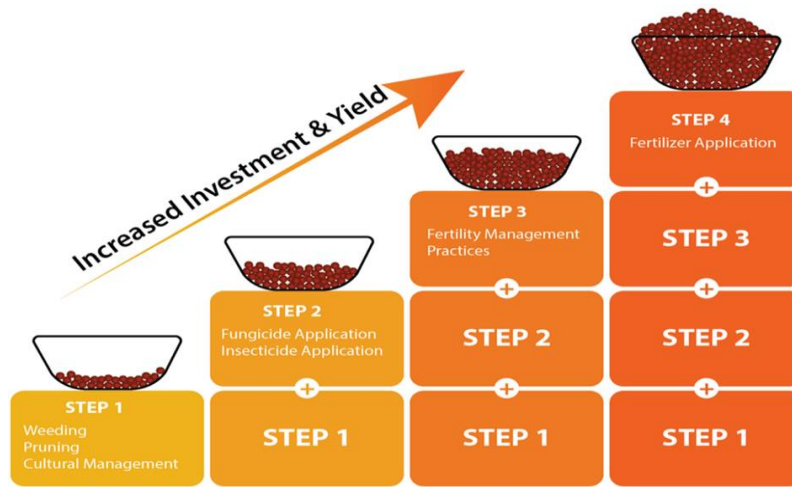 Increased Investment & Yield
STEP 1
Weeding
Pruning
Cultural Management
STEP 2
Fungicide Application
Insecticide Application
+
STEP 1
STEP 3
Fertility Management
Practices
+
STEP 2
+
STEP 1
STEP 4
Fertilizer Application
+
STEP 3
+
STEP 2
+
STEP 1